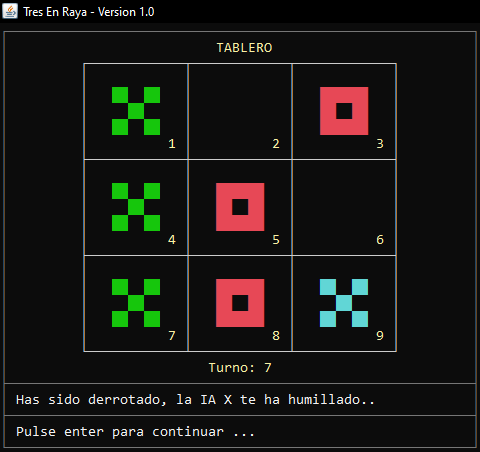 Tres En Raya - Version 1.0
TABLERO
1
2
3
4
5
6
7
8
9
Turno: 7
Has sido derrotado, la IA X te ha humillado..
Pulse enter para continuar ...